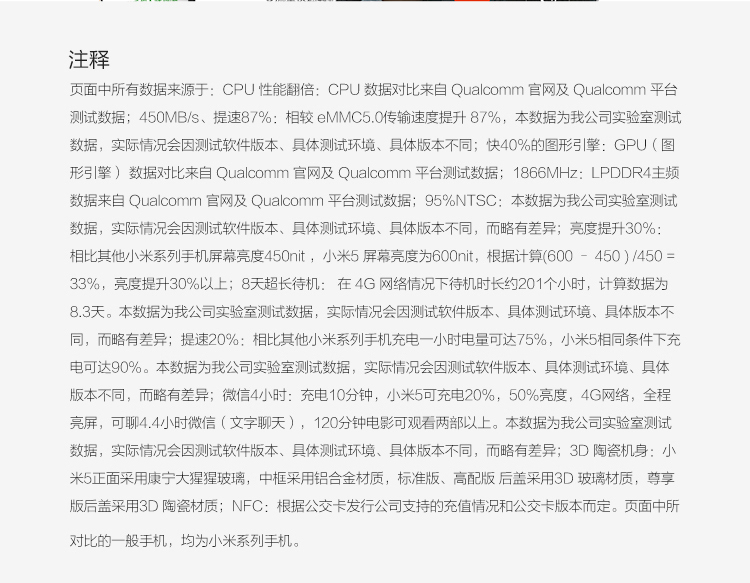 注释
页面中所有数据来源于：CPU 性能翻倍：CPU 数据对比来自 Qualcomm 官网及 Qualcomm 平台
测试数据；450MB/s、提速87%：相较 eMMC5.0传输速度提升 87%，本数据为我公司实验室测试
数据，实际情况会因测试软件版本、具体测试环境、具体版本不同；快40%的图形引擎：GPU（图
形引擎） 数据对比来自 Qualcomm 官网及 Qualcomm 平台测试数据；1866MHz：LPDDR4主频
数据来自 Qualcomm 官网及 Qualcomm 平台测试数据；95%NTSC：本数据为我公司实验室测试
数据，实际情况会因测试软件版本、具体测试环境、具体版本不同，而略有差异；亮度提升30%：
相比其他小米系列手机屏幕亮度450nit ，小米5 屏幕亮度为600nit，根据计算(600 – 450 ) /450 =
33%，亮度提升30%以上；8天超长待机： 在 4G 网络情况下待机时长约201个小时，计算数据为
8.3天。本数据为我公司实验室测试数据，实际情况会因测试软件版本、具体测试环境、具体版本不
同，而略有差异；提速20%：相比其他小米系列手机充电一小时电量可达75%，小米5相同条件下充
电可达90%。本数据为我公司实验室测试数据，实际情况会因测试软件版本、具体测试环境、具体
版本不同，而略有差异；微信4小时：充电10分钟，小米5可充电20%，50%亮度，4G网络，全程
亮屏，可聊4.4小时微信（文字聊天），120分钟电影可观看两部以上。本数据为我公司实验室测试
数据，实际情况会因测试软件版本、具体测试环境、具体版本不同，而略有差异；3D 陶瓷机身：小
米5正面采用康宁大猩猩玻璃，中框采用铝合金材质，标准版、高配版 后盖采用3D 玻璃材质，尊享
版后盖采用3D 陶瓷材质；NFC：根据公交卡发行公司支持的充值情况和公交卡版本而定。页面中所
对比的一般手机，均为小米系列手机。